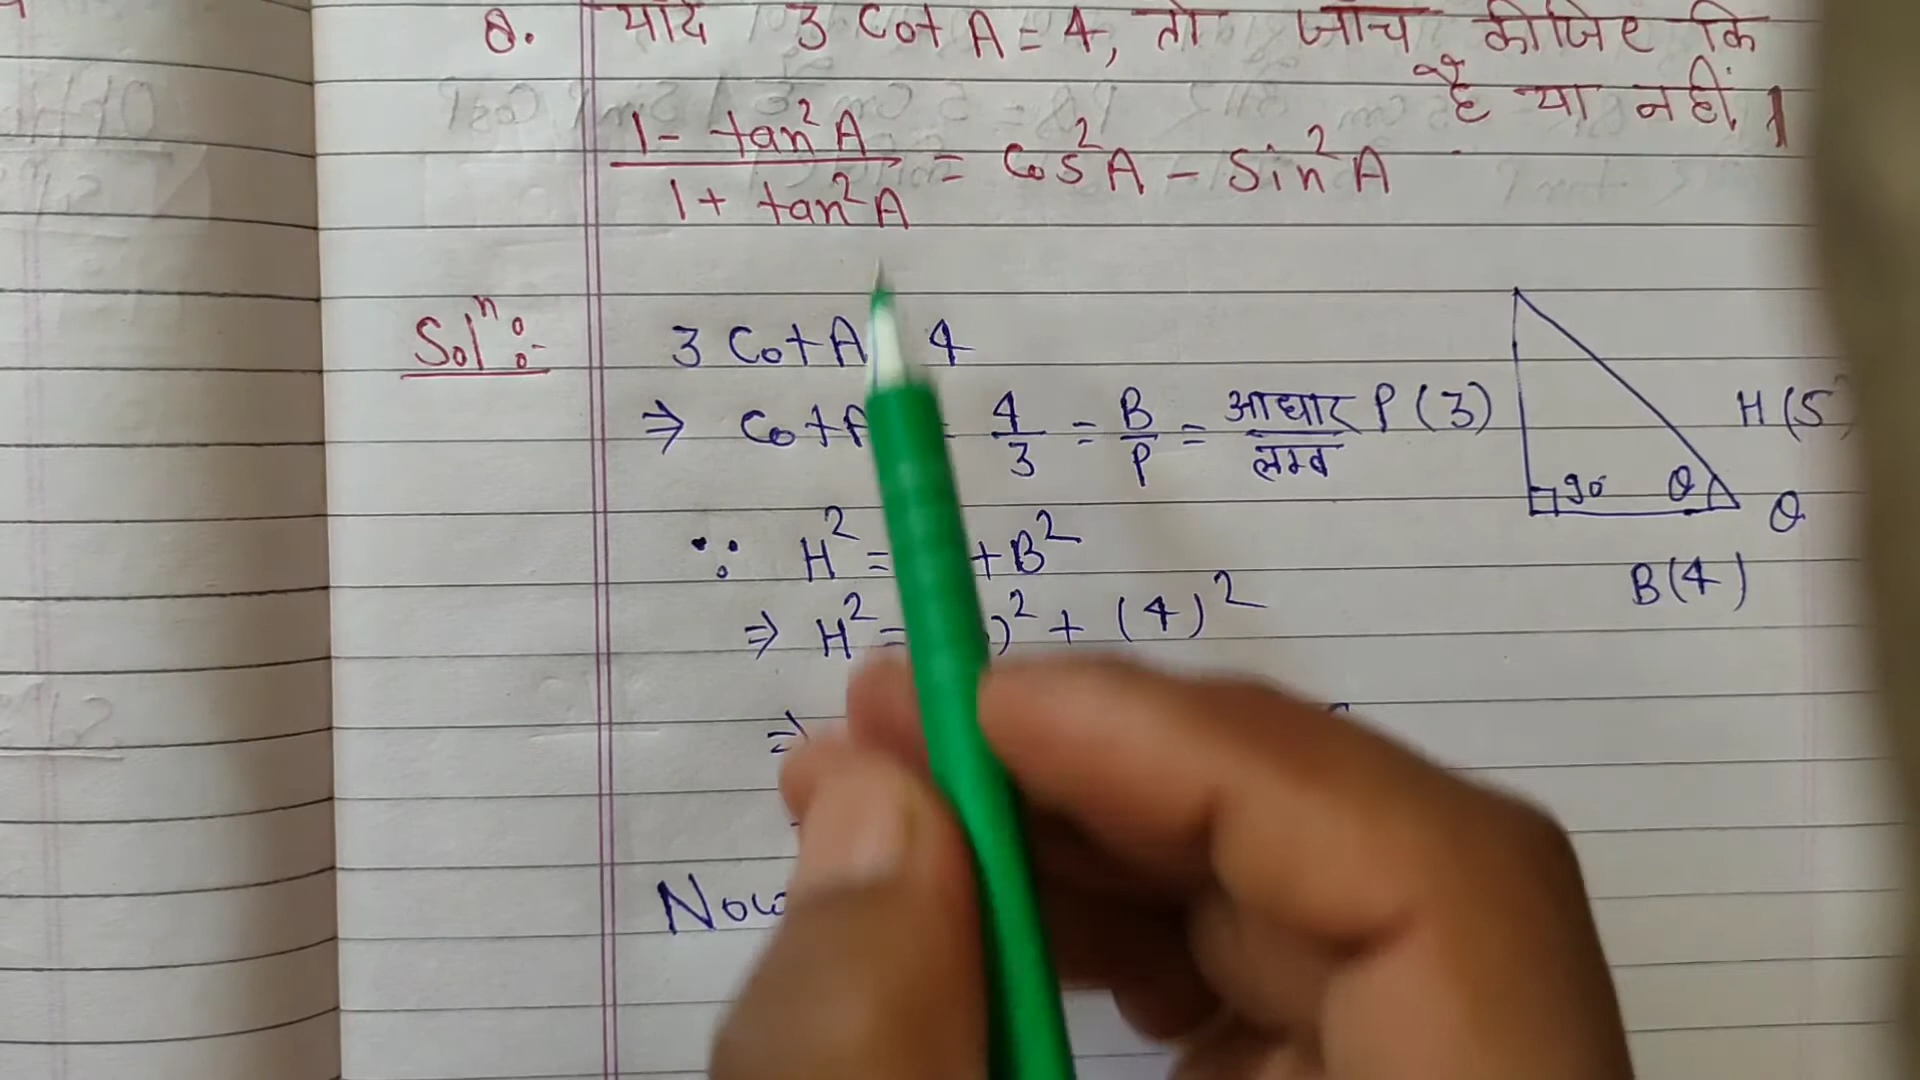 8. यदि 3 Cot A = 4, तो जाँच कीजिए कि
है या नहीं।
1 - tan²A / 1 + tan²A = Cos²A - Sin²A
Solⁿ:-
3 Cot A 4
⇒ Cot A = 4/3 = B/P = आधार/लम्ब
P (3)
H (5
90° θ
θ
B(4)
∵ H² = + B²
⇒ H² = )² + (4)²
⇒
Now